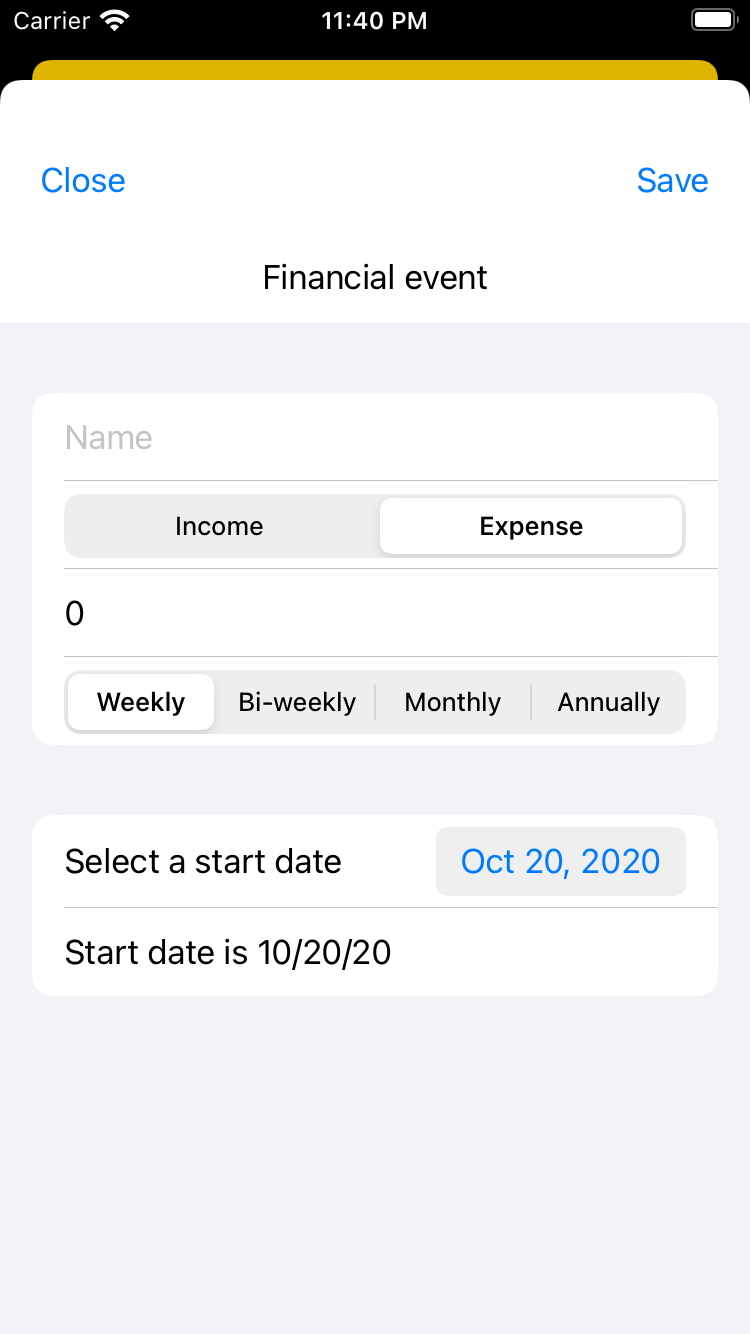 Carrier 11:40 PM
Close Save
Financial event
Name
Income Expense
0
Weekly Bi-weekly Monthly Annually
Select a start date Oct 20, 2020
Start date is 10/20/20